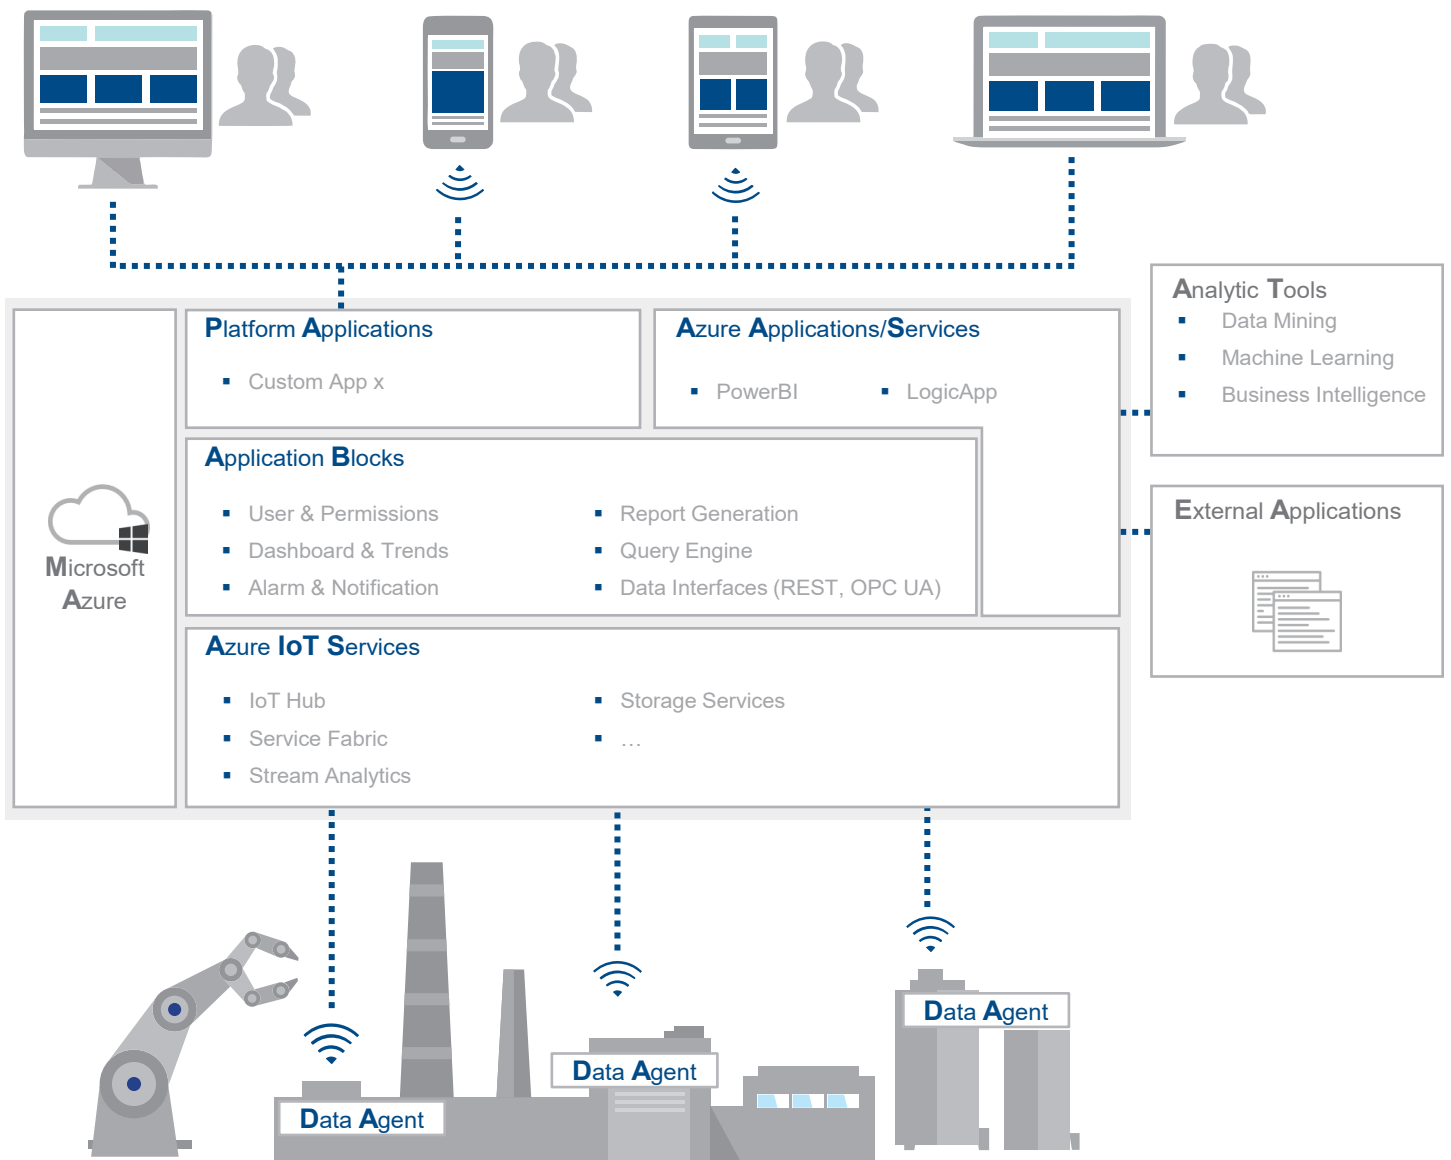 Platform Applications
Custom App x
Azure Applications/Services
PowerBI
LogicApp
Analytic Tools
Data Mining
Machine Learning
Business Intelligence
Microsoft
Azure
Application Blocks
User & Permissions
Dashboard & Trends
Alarm & Notification
Report Generation
Query Engine
Data Interfaces (REST, OPC UA)
External Applications
Azure IoT Services
IoT Hub
Service Fabric
Stream Analytics
Storage Services
…
Data Agent
Data Agent
Data Agent